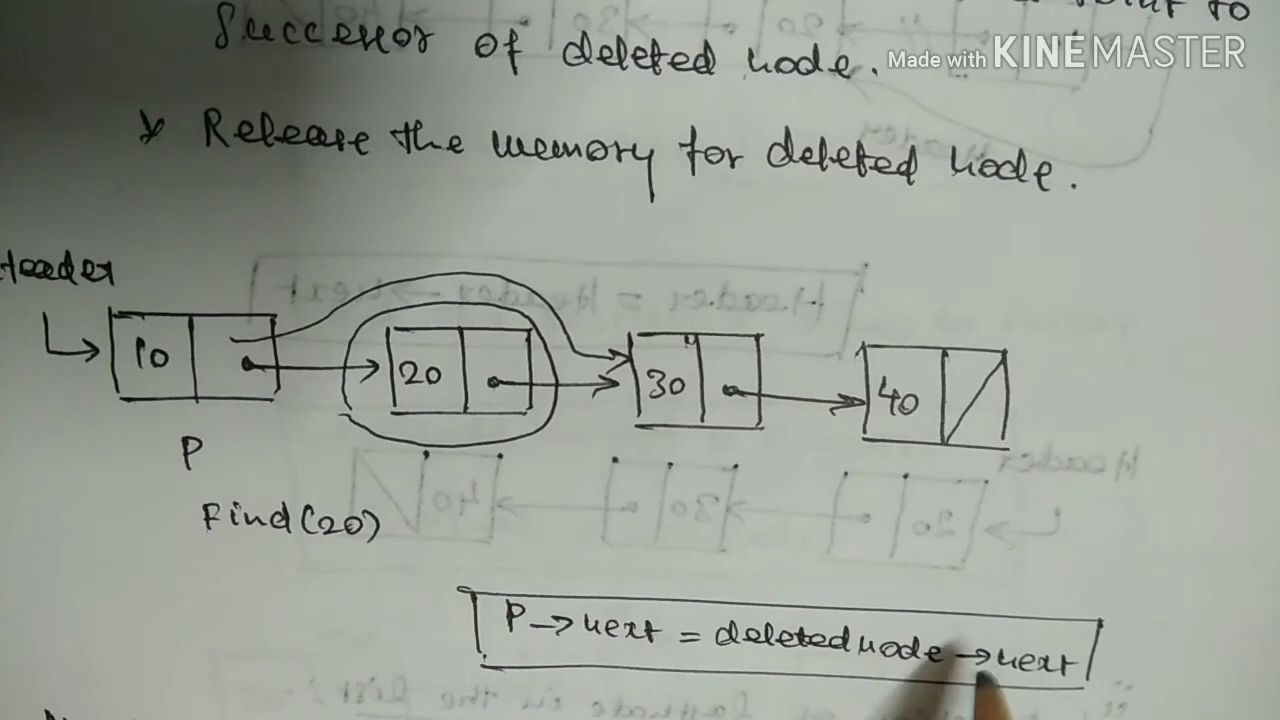 to
Successor of deleted node.
Made with KINEMASTER
* Release the memory for deleted node.
Header
10 20 30 40
P
Find(20)
P→next = deletednode→next